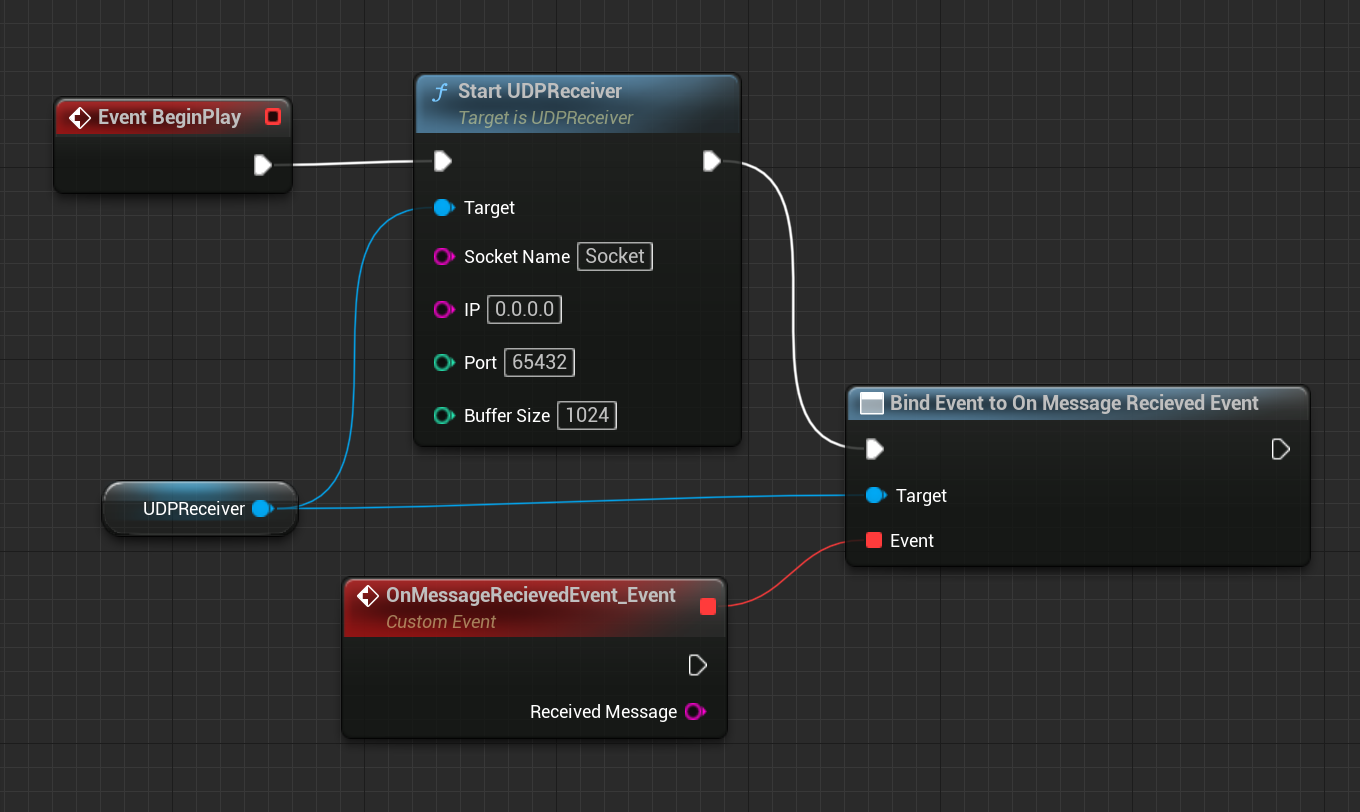 Event BeginPlay
Start UDPReceiver
Target is UDPReceiver
Target
Socket Name Socket
IP 0.0.0.0
Port 65432
Buffer Size 1024
UDPReceiver
Bind Event to On Message Recieved Event
Target
Event
OnMessageRecievedEvent_Event
Custom Event
Received Message